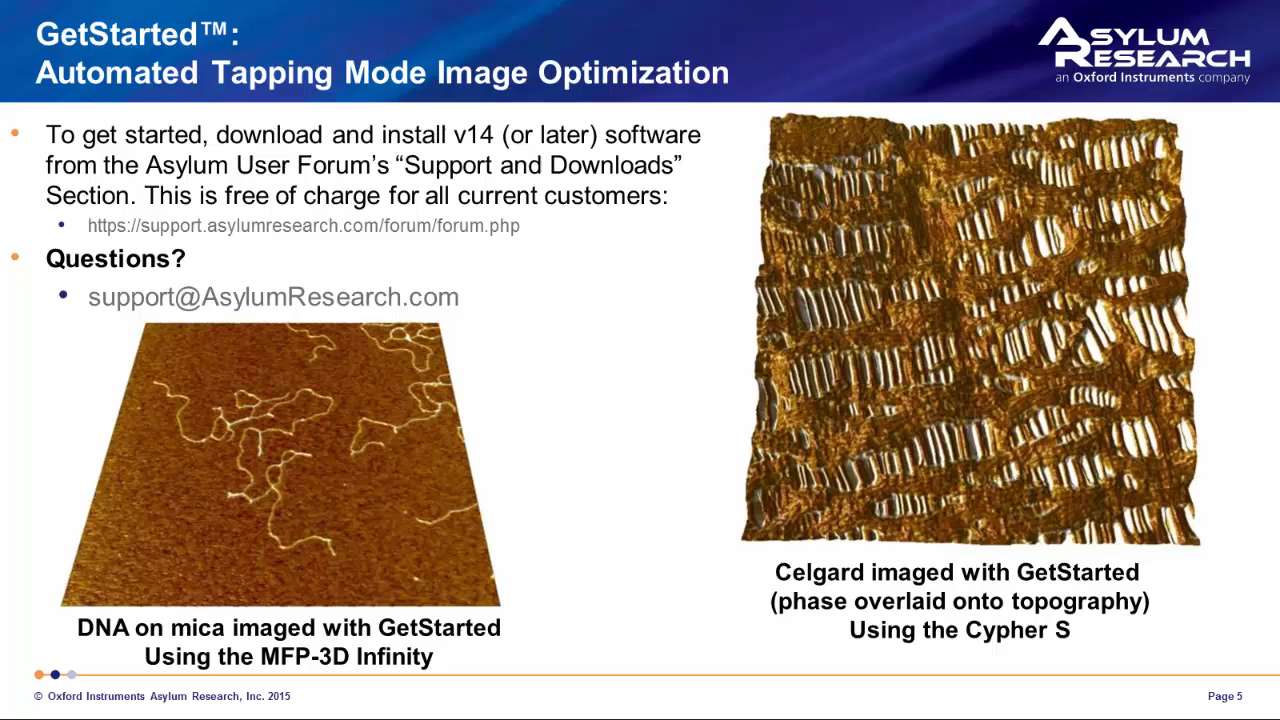 GetStarted™:
Automated Tapping Mode Image Optimization
ASYLUM
RESEARCH
an Oxford Instruments company
• To get started, download and install v14 (or later) software
from the Asylum User Forum’s “Support and Downloads”
Section. This is free of charge for all current customers:
• https://support.asylumresearch.com/forum/forum.php
• Questions?
• support@AsylumResearch.com
DNA on mica imaged with GetStarted
Using the MFP-3D Infinity
Celgard imaged with GetStarted
(phase overlaid onto topography)
Using the Cypher S
© Oxford Instruments Asylum Research, Inc. 2015
Page 5